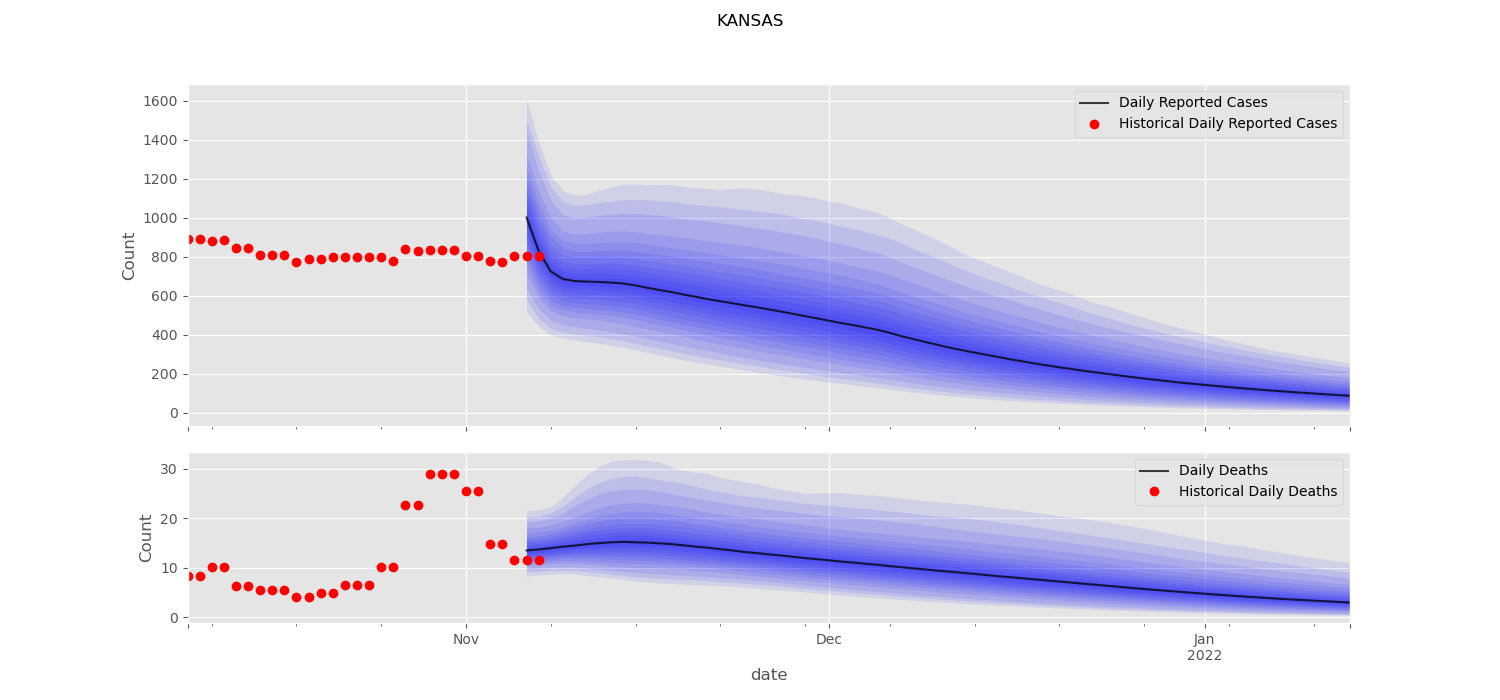 KANSAS
Count
1600
1400
1200
1000
800
600
400
200
0
Daily Reported Cases
Historical Daily Reported Cases
Count
30
20
10
0
Daily Deaths
Historical Daily Deaths
Nov
Dec
Jan
2022
date